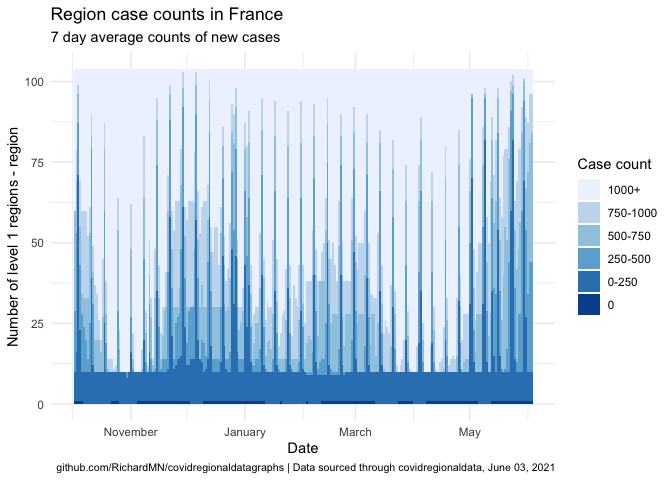 Region case counts in France
7 day average counts of new cases
Number of level 1 regions - region
100
75
50
25
0
November
January
March
May
Date
Case count
1000+
750-1000
500-750
250-500
0-250
0
github.com/RichardMN/covidregionaldatagraphs | Data sourced through covidregionaldata, June 03, 2021